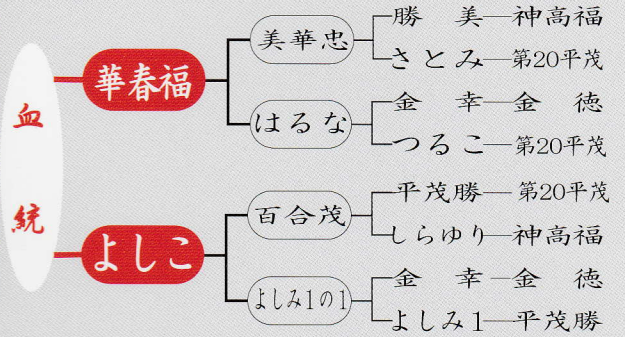 血統
華春福
美華忠
勝美―神高福
さとみ―第20平茂
はるな
金幸―金徳
つるこ―第20平茂
よしこ
百合茂
平茂勝―第20平茂
しらゆり―神高福
よしみ1の1
金幸―金徳
よしみ1―平茂勝